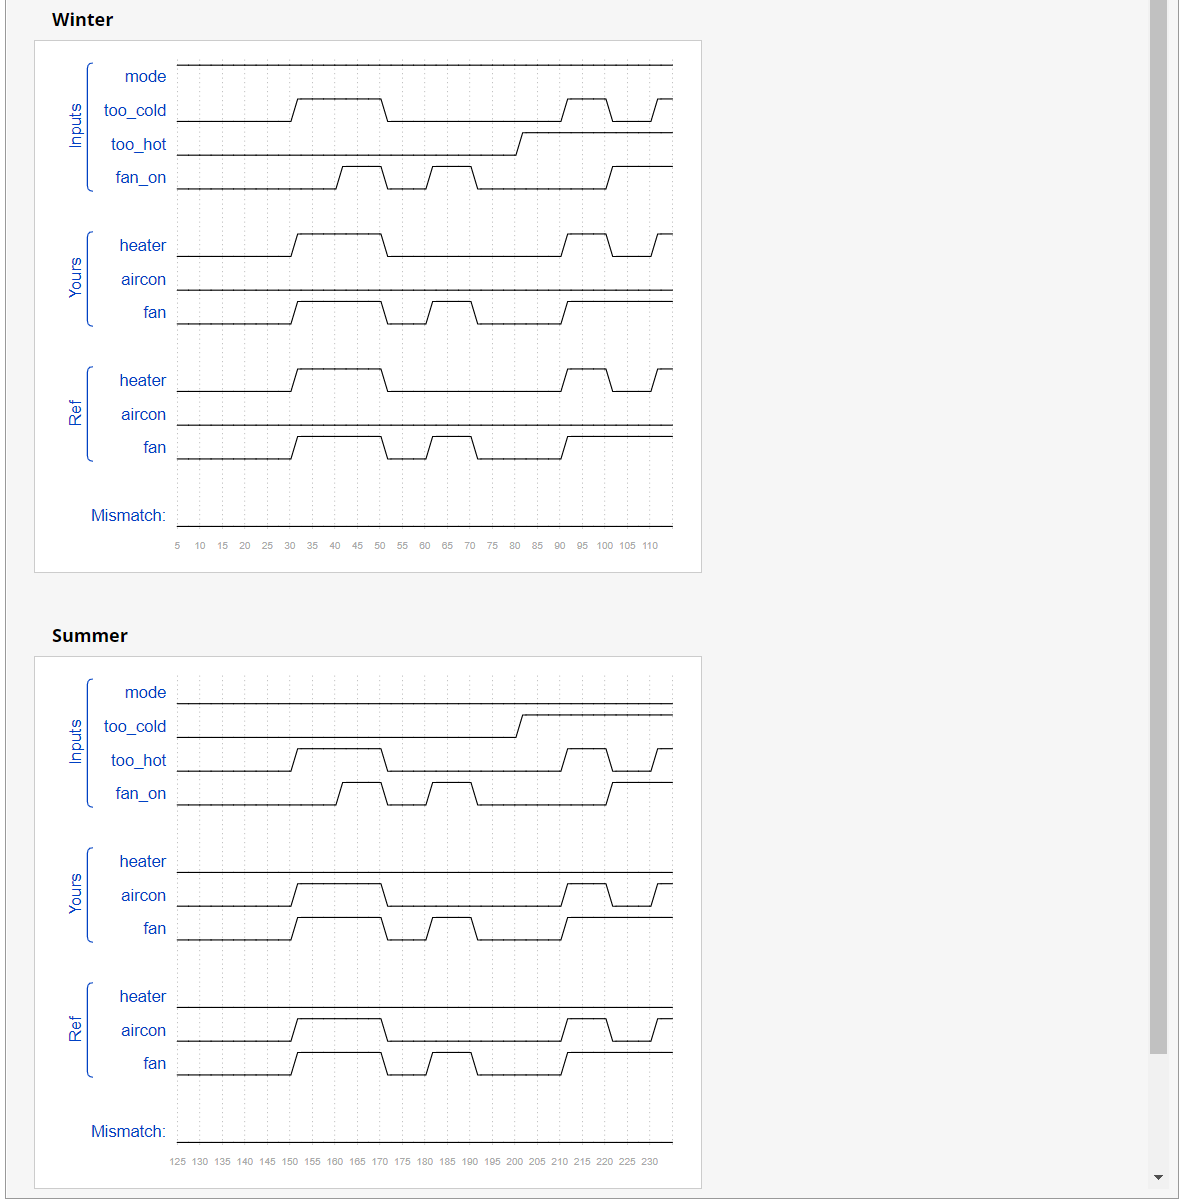 Winter
Inputs
mode
too_cold
too_hot
fan_on
Yours
heater
aircon
fan
Ref
heater
aircon
fan
Mismatch:
5 10 15 20 25 30 35 40 45 50 55 60 65 70 75 80 85 90 95 100 105 110
Summer
Inputs
mode
too_cold
too_hot
fan_on
Yours
heater
aircon
fan
Ref
heater
aircon
fan
Mismatch:
125 130 135 140 145 150 155 160 165 170 175 180 185 190 195 200 205 210 215 220 225 230